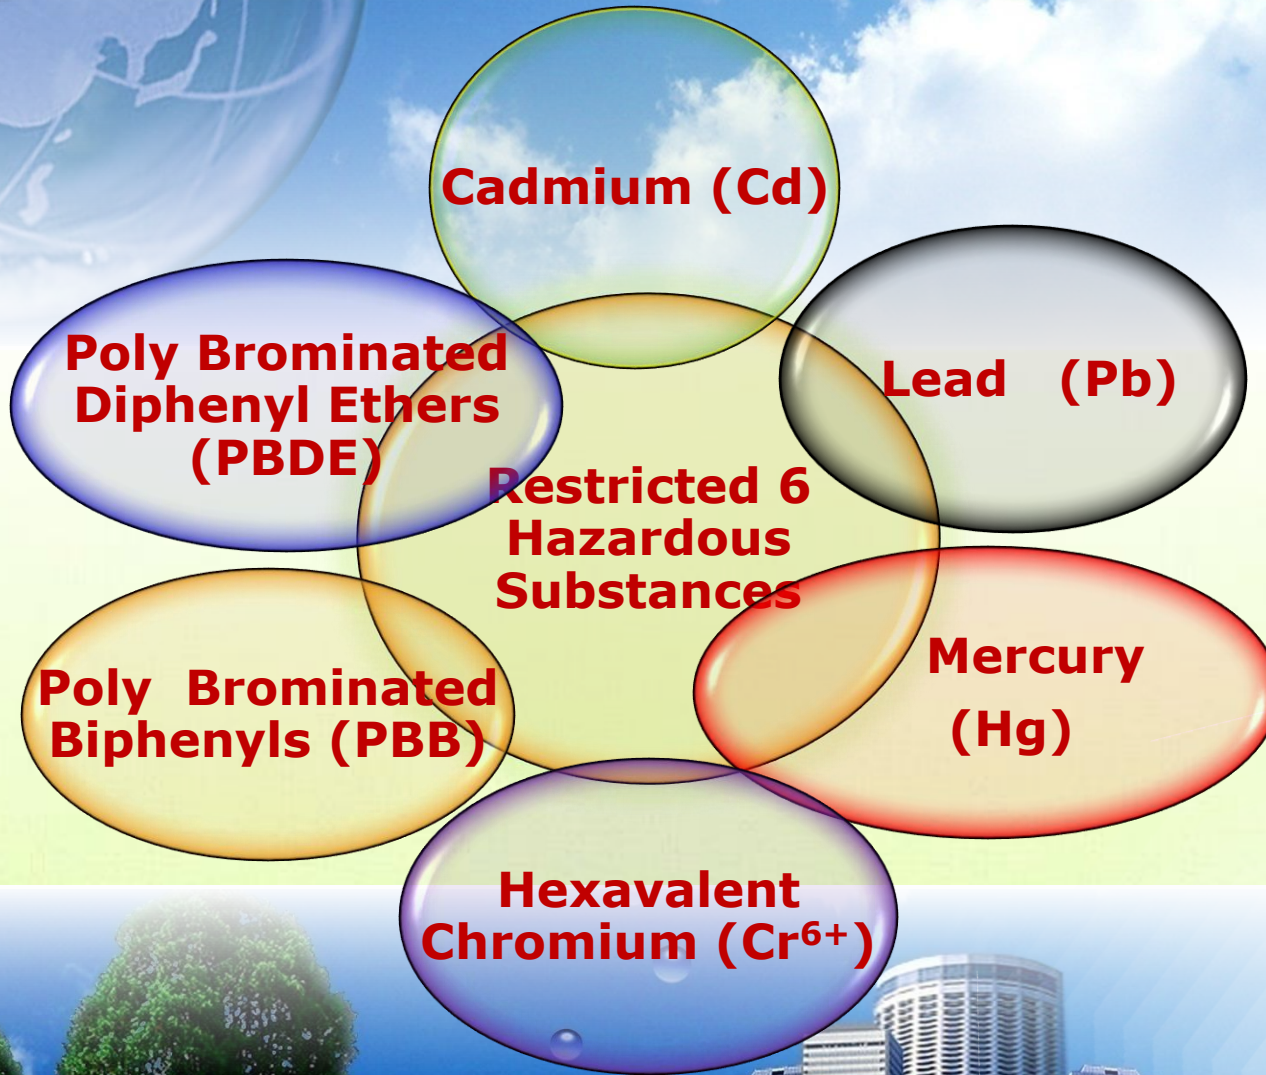 Cadmium (Cd)
Lead (Pb)
Poly Brominated
Diphenyl Ethers
(PBDE)
Restricted 6
Hazardous
Substances
Mercury
(Hg)
Poly Brominated
Biphenyls (PBB)
Hexavalent
Chromium (Cr⁶⁺)